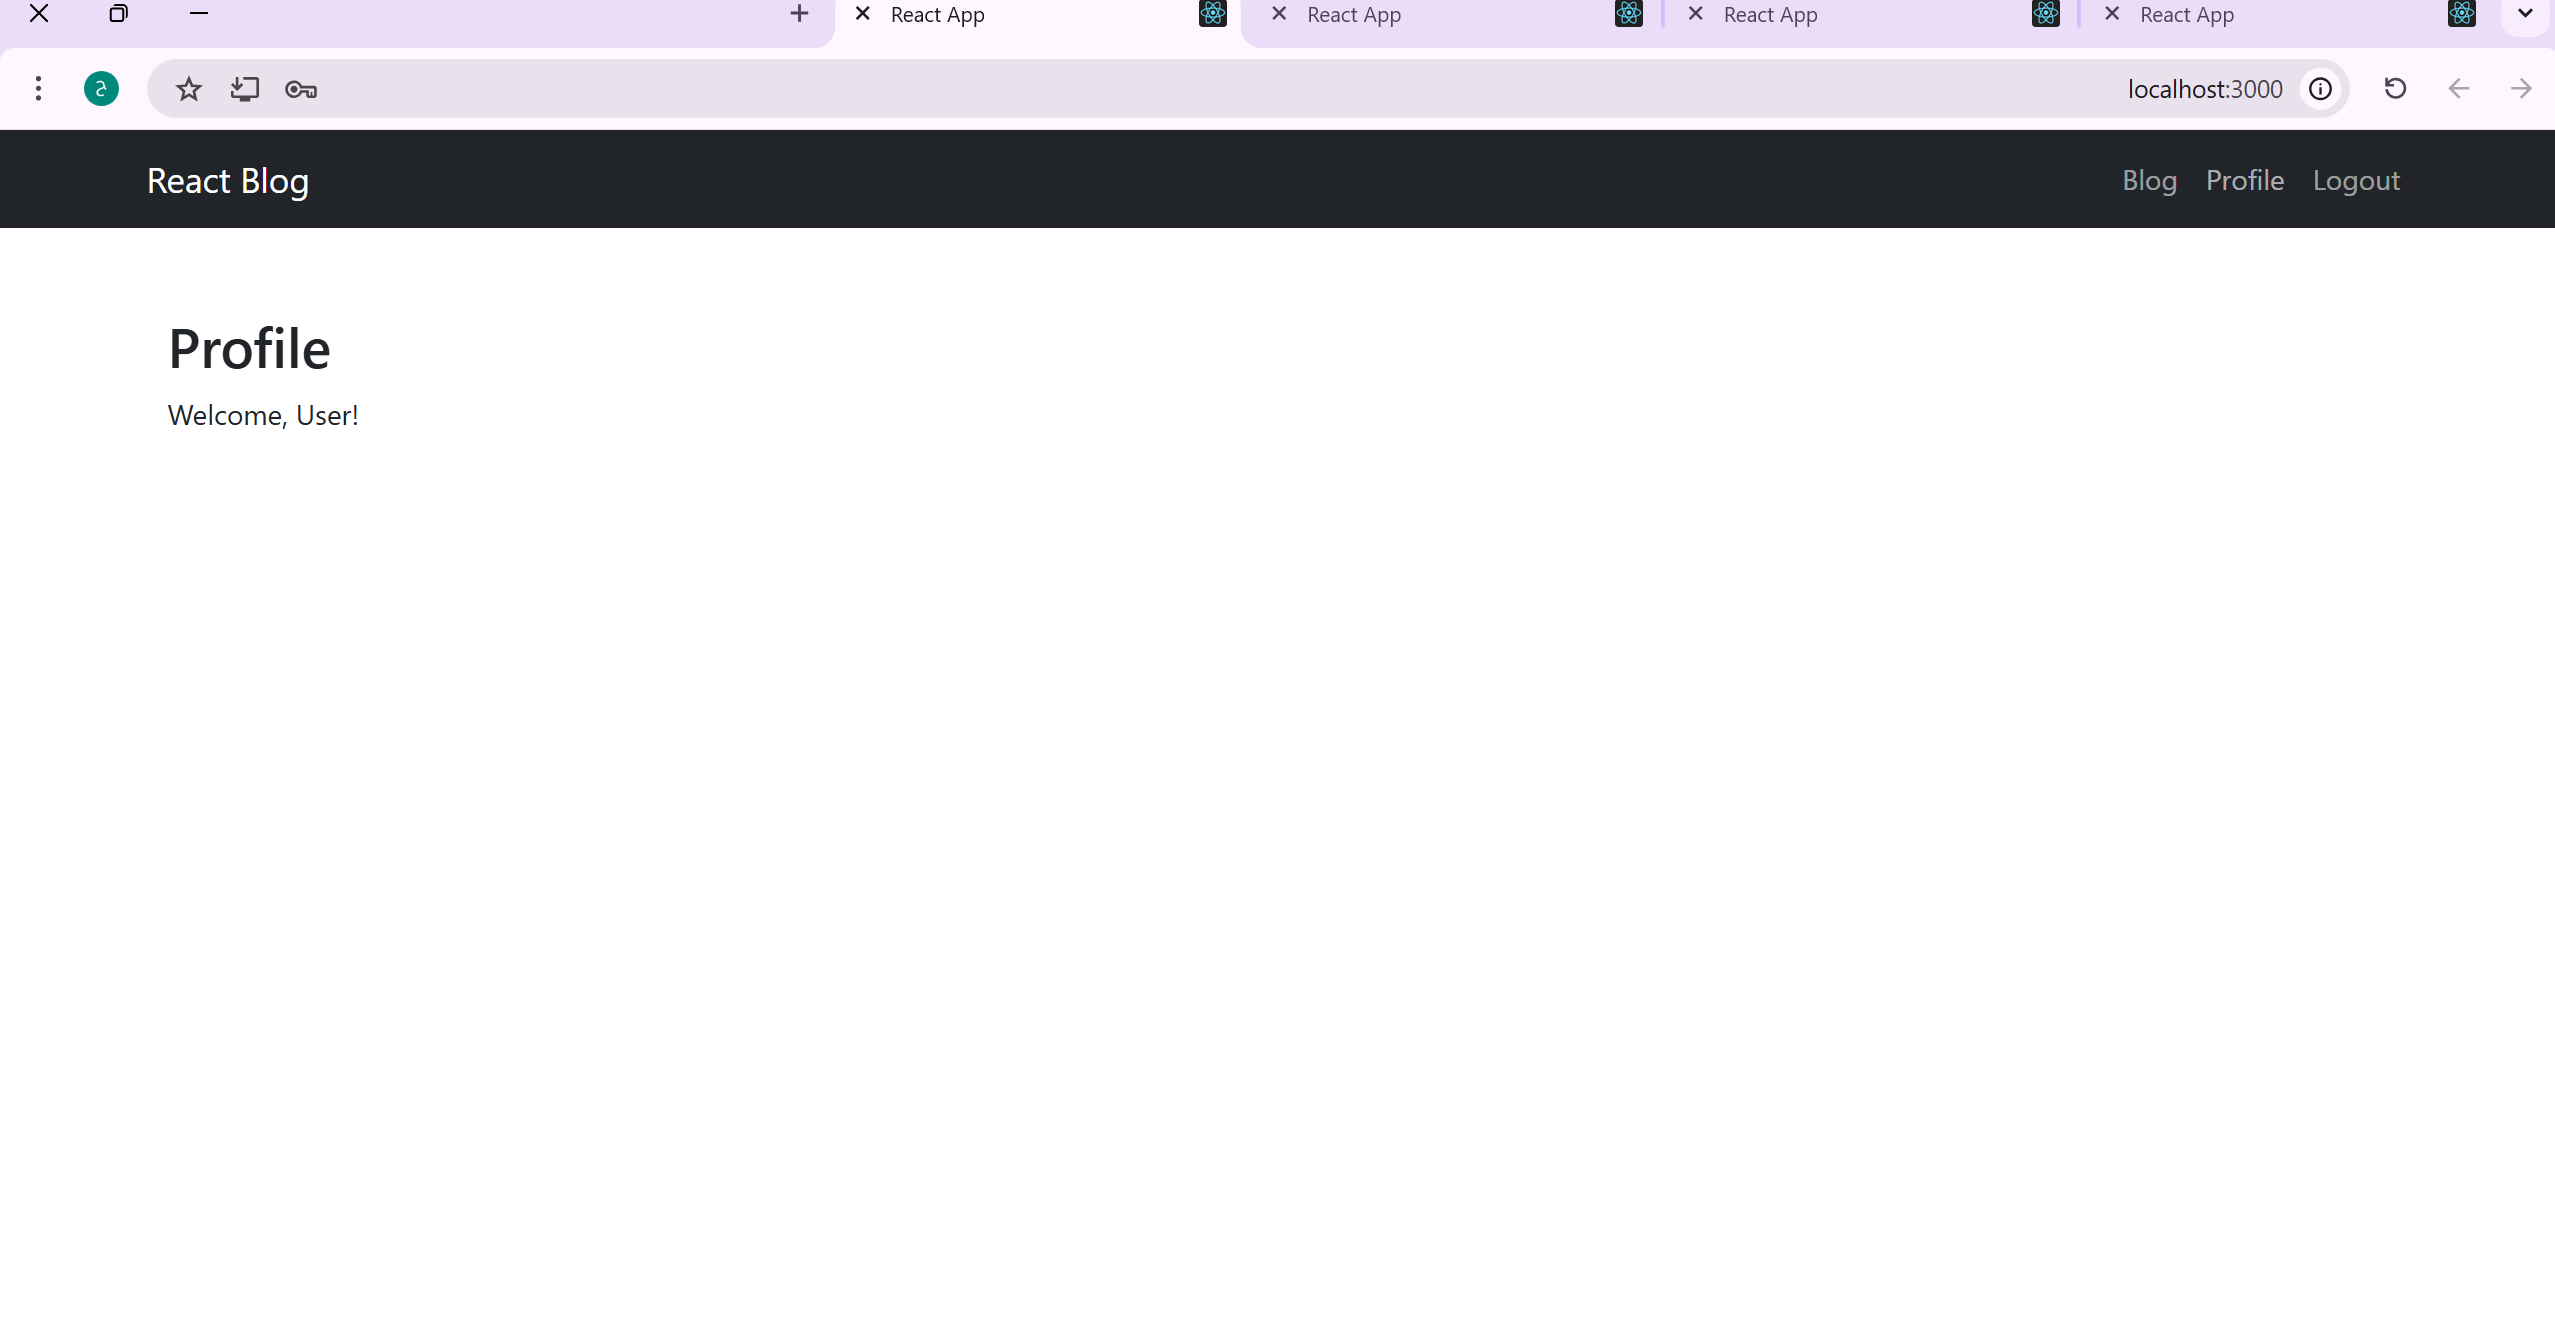 React App
React App
React App
React App
localhost:3000
React Blog
Blog
Profile
Logout
Profile
Welcome, User!